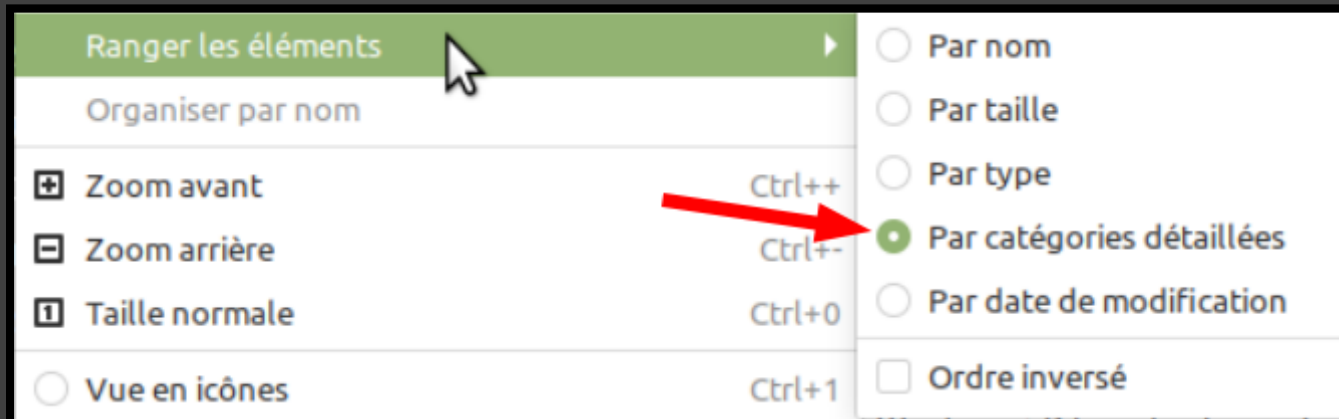 Ranger les éléments
Organiser par nom
Zoom avant Ctrl++
Zoom arrière Ctrl+-
Taille normale Ctrl+0
Vue en icônes Ctrl+1
Par nom
Par taille
Par type
Par catégories détaillées
Par date de modification
Ordre inversé